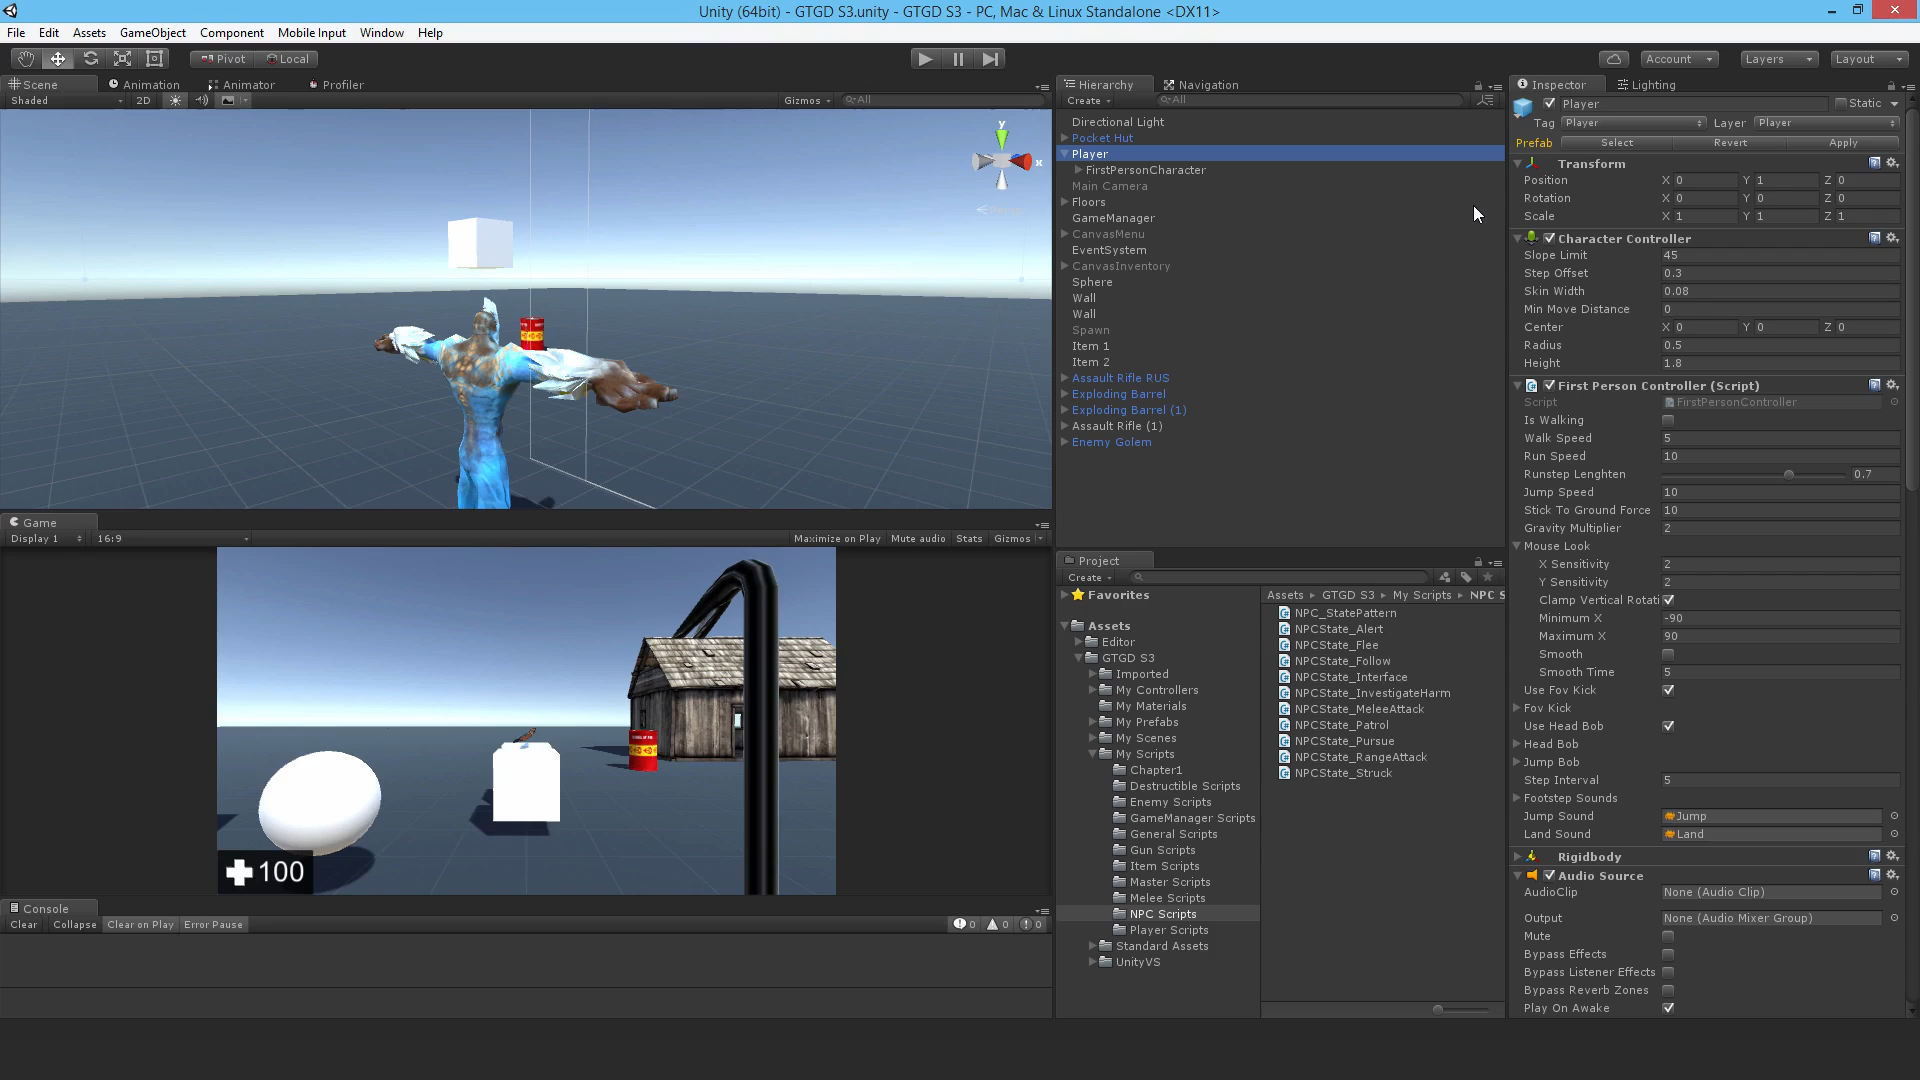 Unity (64bit) - GTGD S3.unity - GTGD S3 - PC, Mac & Linux Standalone <DX11>
File Edit Assets GameObject Component Mobile Input Window Help
Pivot Local Account Layers Layout
Scene Animation Animator Profiler
Shaded 2D Gizmos All
y
x
Game
Display 1 16:9 Maximize on Play Mute audio Stats Gizmos
100
Console
Clear Collapse Clear on Play Error Pause 0 0 0
Hierarchy Navigation
Create All
Directional Light
Pocket Hut
Player
FirstPersonCharacter
Main Camera
Floors
GameManager
CanvasMenu
EventSystem
CanvasInventory
Sphere
Wall
Wall
Spawn
Item 1
Item 2
Assault Rifle RUS
Exploding Barrel
Exploding Barrel (1)
Assault Rifle (1)
Enemy Golem
Project
Create
Favorites
Assets
Editor
GTGD S3
Imported
My Controllers
My Materials
My Prefabs
My Scenes
My Scripts
Chapter1
Destructible Scripts
Enemy Scripts
GameManager Scripts
General Scripts
Gun Scripts
Item Scripts
Master Scripts
Melee Scripts
NPC Scripts
Player Scripts
Standard Assets
UnityVS
Assets GTGD S3 My Scripts NPC S
NPC_StatePattern
NPCState_Alert
NPCState_Flee
NPCState_Follow
NPCState_Interface
NPCState_InvestigateHarm
NPCState_MeleeAttack
NPCState_Patrol
NPCState_Pursue
NPCState_RangeAttack
NPCState_Struck
Inspector Lighting
Player Static
Tag Player Layer Player
Prefab Select Revert Apply
Transform
Position X 0 Y 1 Z 0
Rotation X 0 Y 0 Z 0
Scale X 1 Y 1 Z 1
Character Controller
Slope Limit 45
Step Offset 0.3
Skin Width 0.08
Min Move Distance 0
Center X 0 Y 0 Z 0
Radius 0.5
Height 1.8
First Person Controller (Script)
Script FirstPersonController
Is Walking
Walk Speed 5
Run Speed 10
Runstep Lenghten 0.7
Jump Speed 10
Stick To Ground Force 10
Gravity Multiplier 2
Mouse Look
X Sensitivity 2
Y Sensitivity 2
Clamp Vertical Rotati
Minimum X -90
Maximum X 90
Smooth
Smooth Time 5
Use Fov Kick
Fov Kick
Use Head Bob
Head Bob
Jump Bob
Step Interval 5
Footstep Sounds
Jump Sound Jump
Land Sound Land
Rigidbody
Audio Source
AudioClip None (Audio Clip)
Output None (Audio Mixer Group)
Mute
Bypass Effects
Bypass Listener Effects
Bypass Reverb Zones
Play On Awake